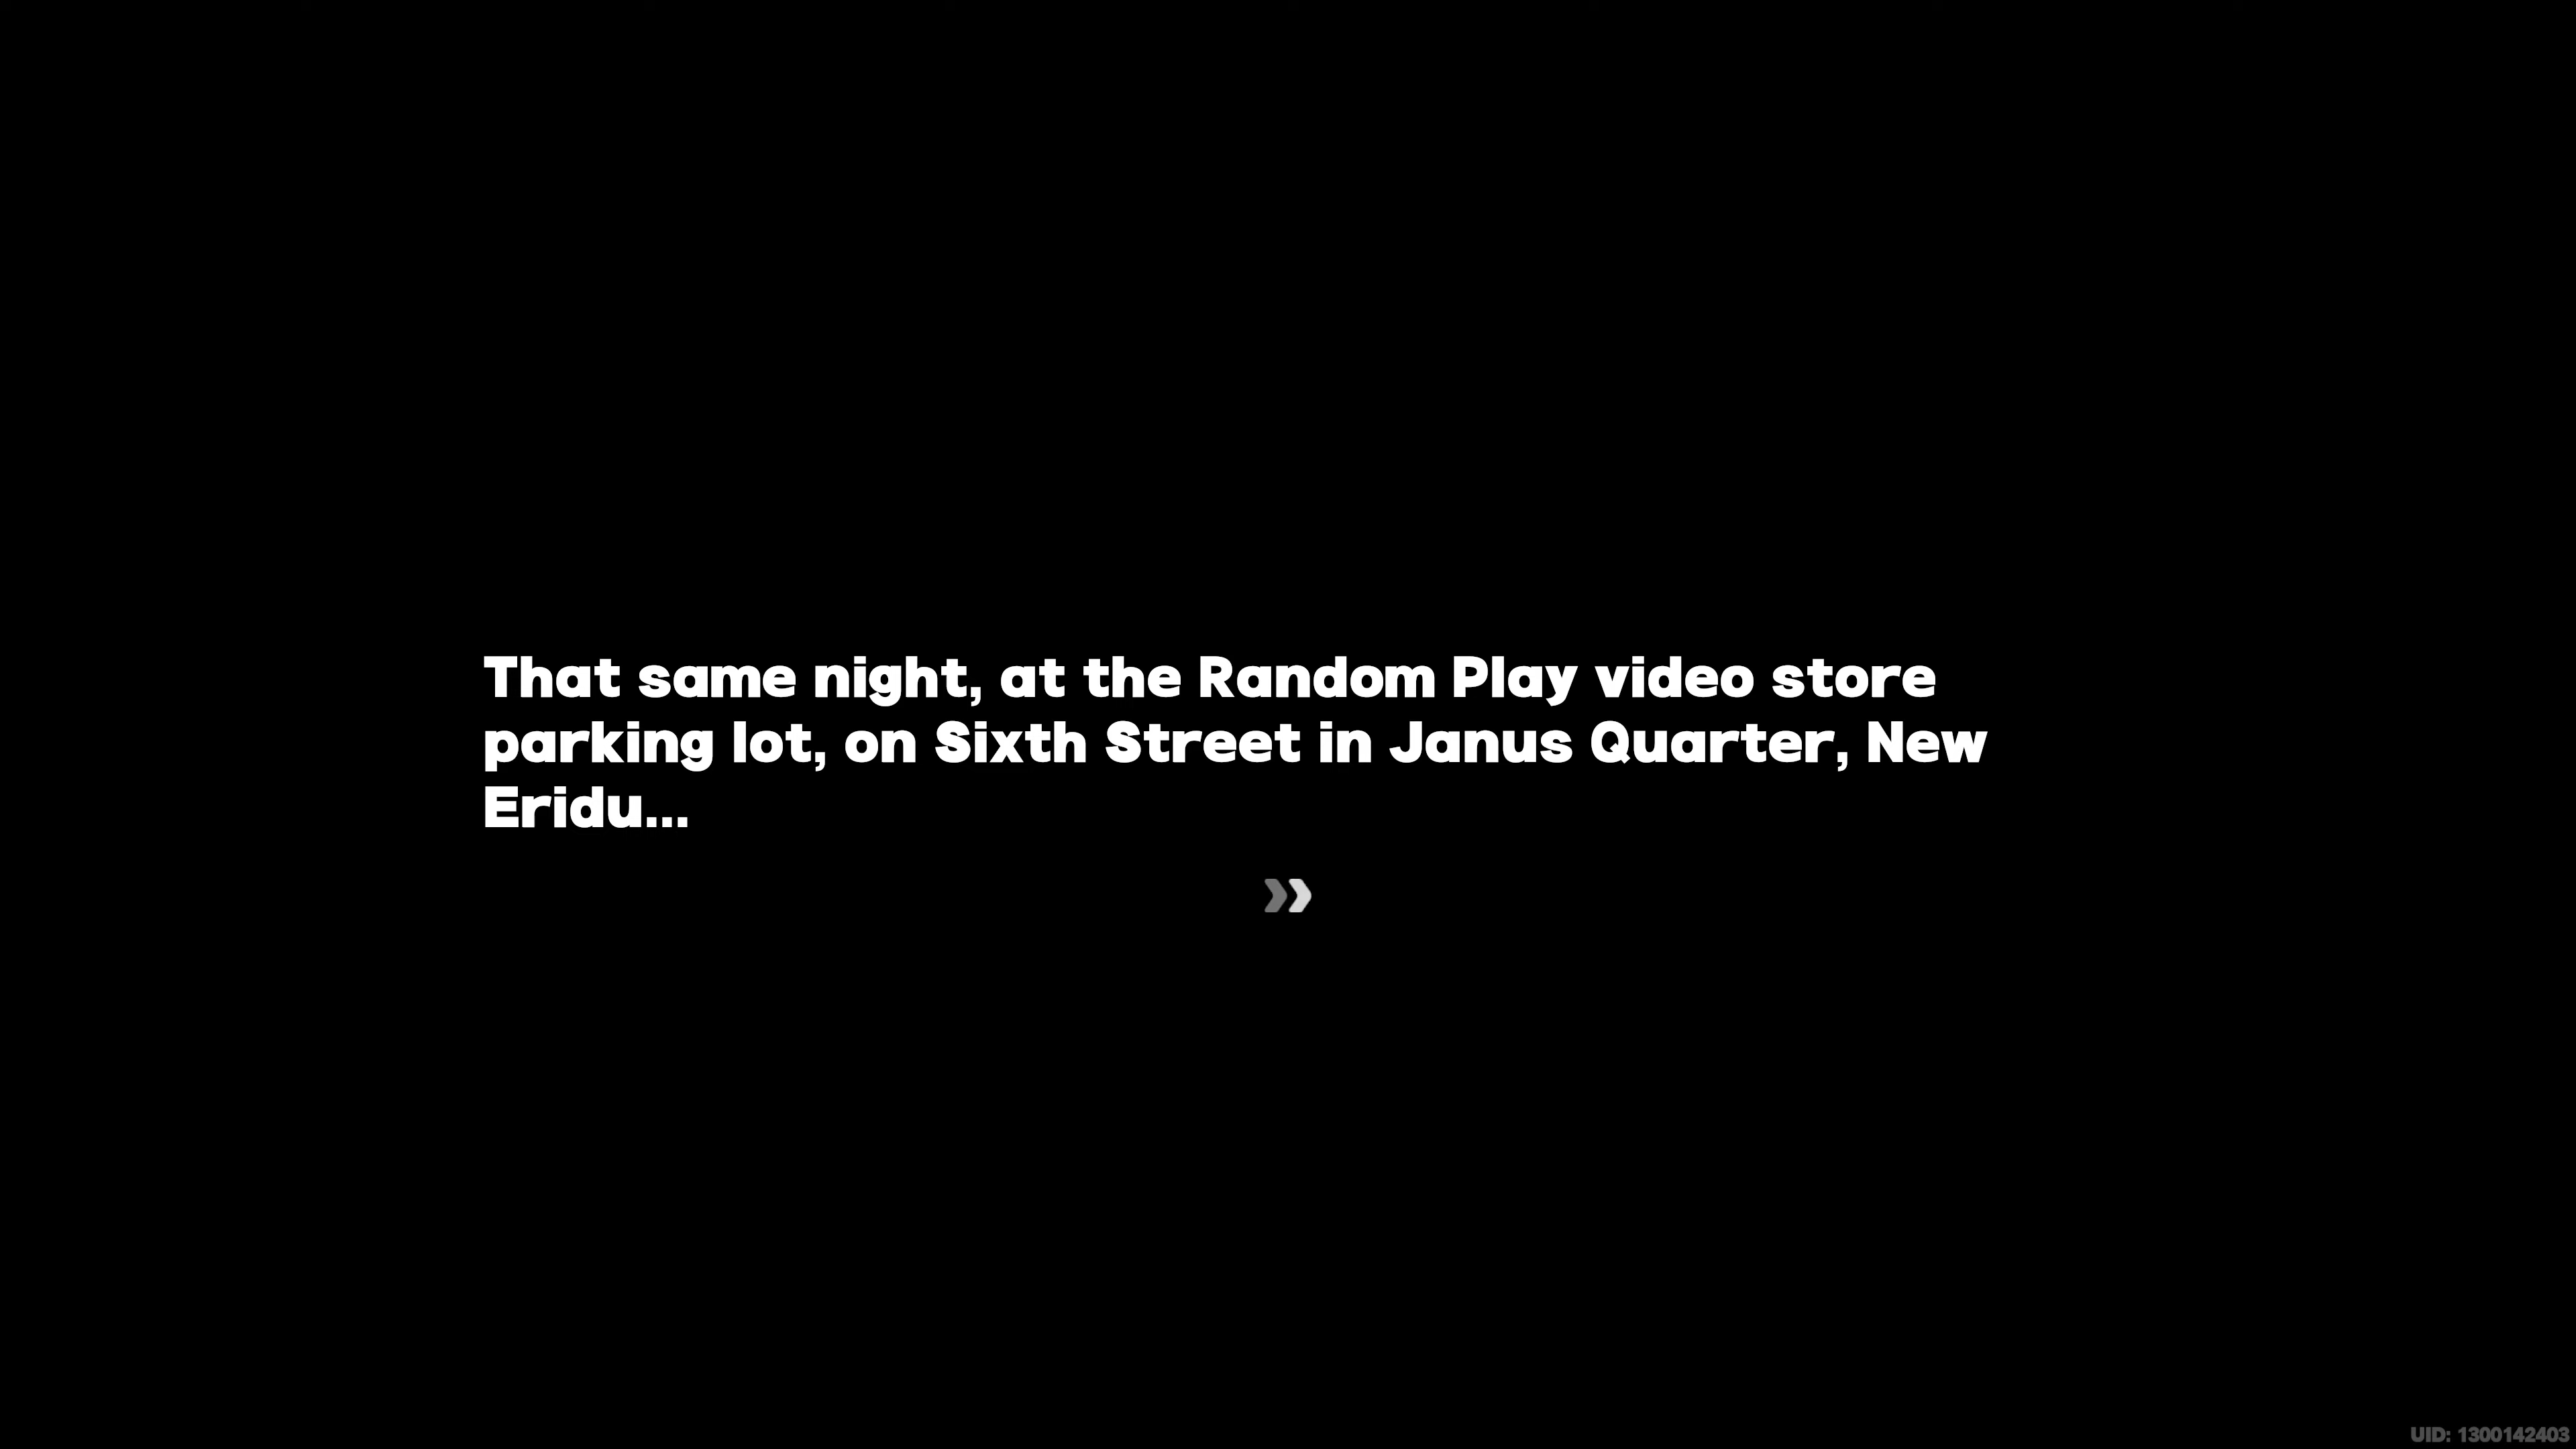 That same night, at the Random Play video store
parking lot, on Sixth Street in Janus Quarter, New
Eridu...
UID: 1300142403